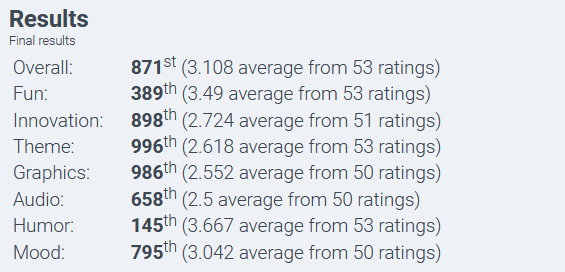 Results
Final results
Overall: 871st (3.108 average from 53 ratings)
Fun: 389th (3.49 average from 53 ratings)
Innovation: 898th (2.724 average from 51 ratings)
Theme: 996th (2.618 average from 53 ratings)
Graphics: 986th (2.552 average from 50 ratings)
Audio: 658th (2.5 average from 50 ratings)
Humor: 145th (3.667 average from 53 ratings)
Mood: 795th (3.042 average from 50 ratings)